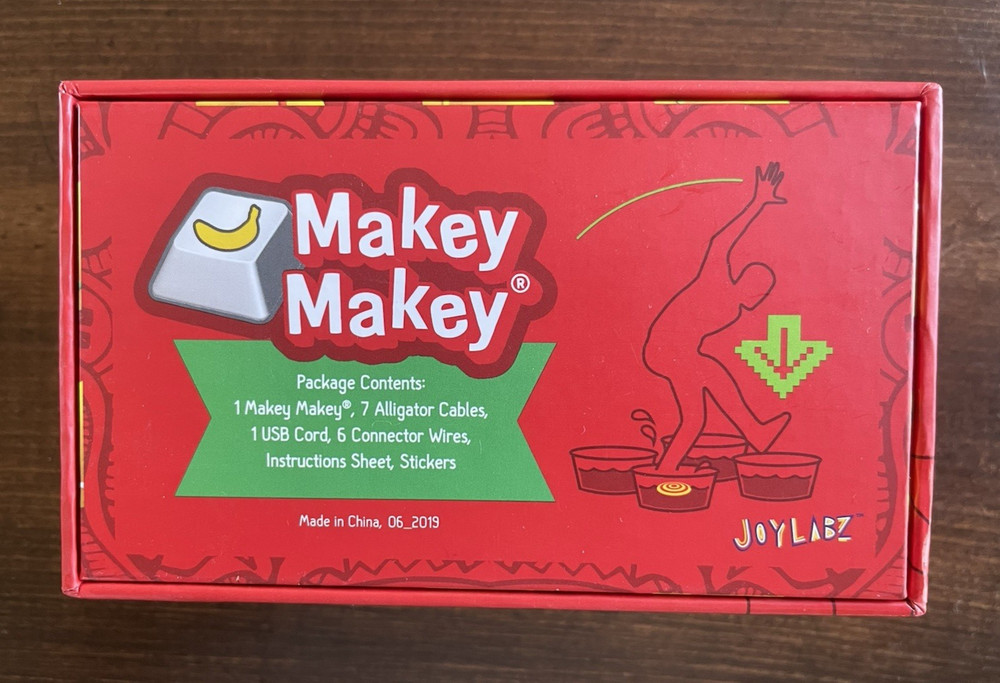 Makey
Makey®
Package Contents:
1 Makey Makey®, 7 Alligator Cables,
1 USB Cord, 6 Connector Wires,
Instructions Sheet, Stickers
Made in China, 06_2019
JOYLABZ™